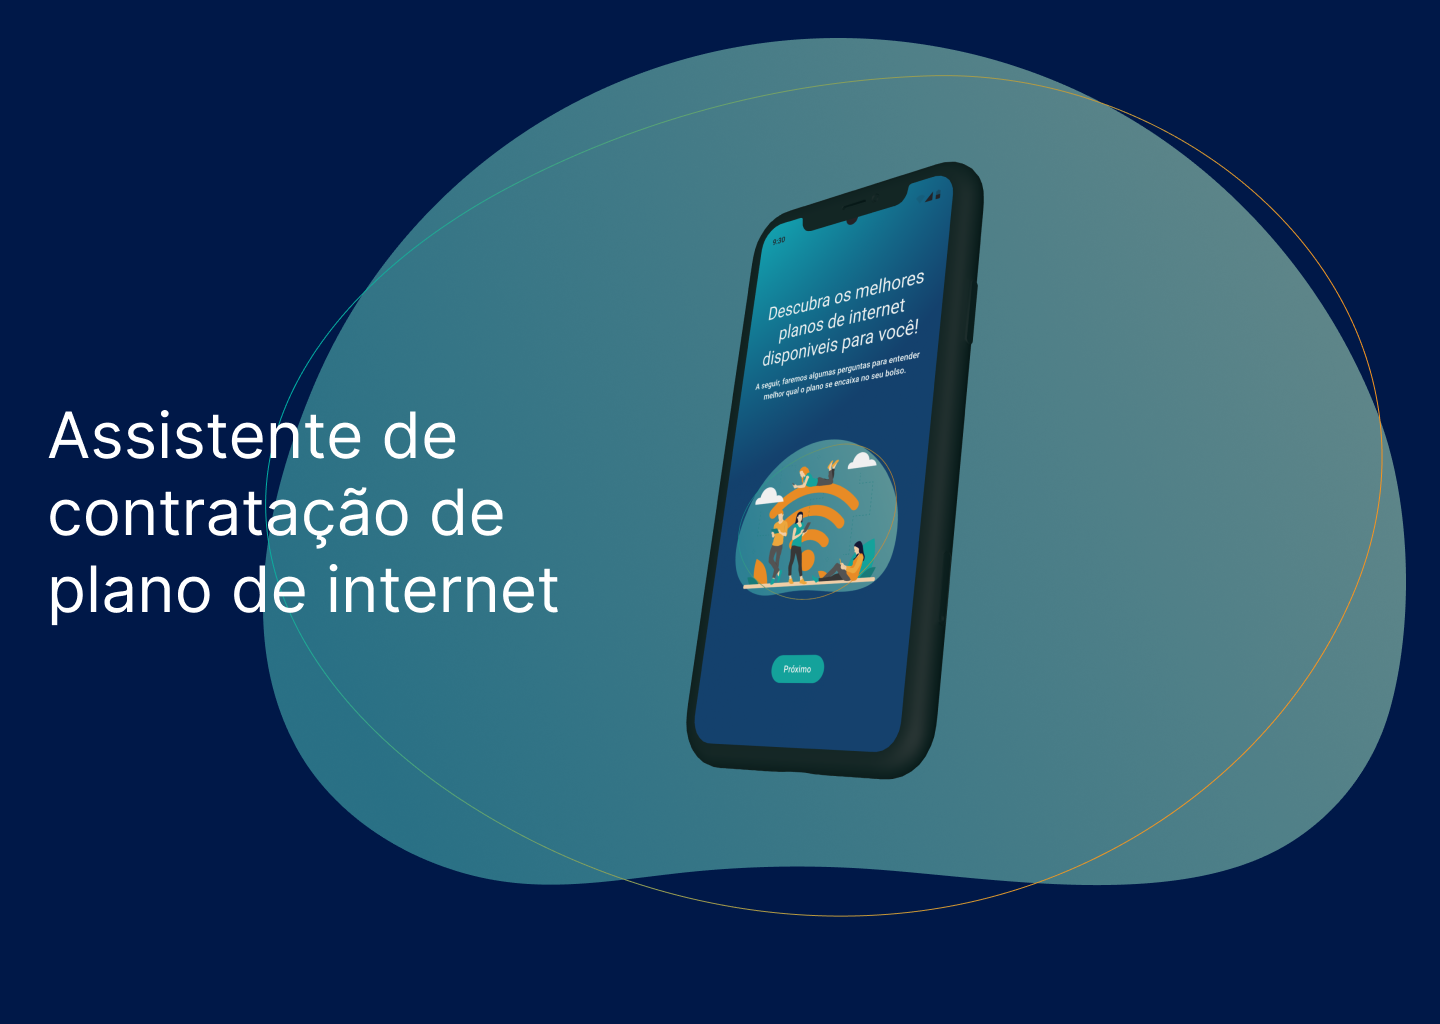 Assistente de
contratação de
plano de internet
9:30
Descubra os melhores
planos de internet
disponiveis para você!
A seguir, faremos algumas perguntas para entender
melhor qual o plano se encaixa no seu bolso.
Próximo